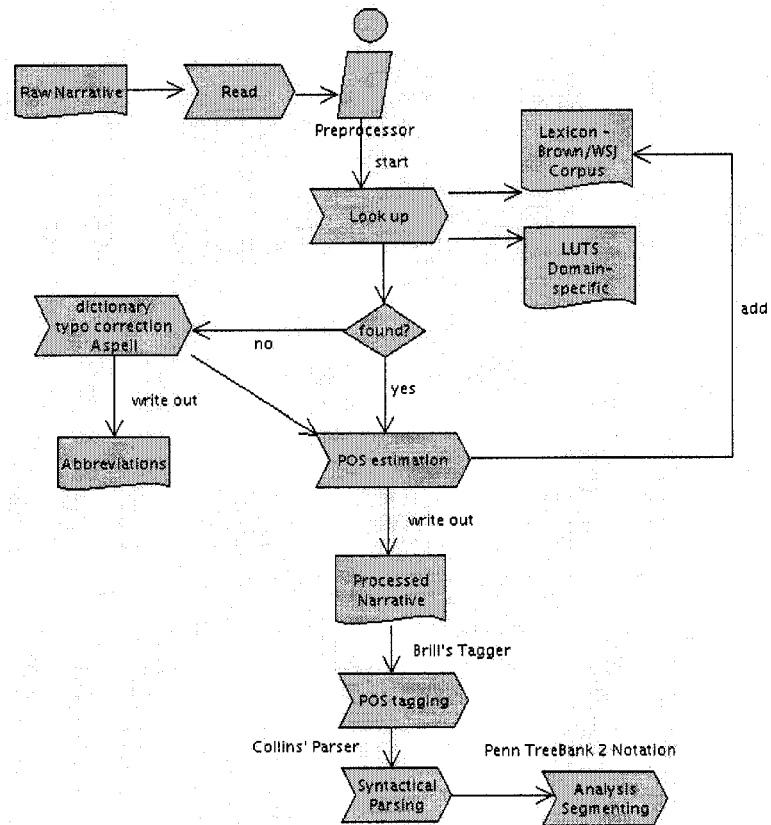 Raw Narrative
Read
Preprocessor
start
Lexicon -
Brown/WSJ
Corpus
Look up
LUTS
Domain-
specific
add
dictionary
typo correction
Aspell
no
found?
yes
write out
Abbreviations
POS estimation
write out
Processed
Narrative
Brill's Tagger
POS tagging
Collins' Parser
Penn TreeBank 2 Notation
Syntactical
Parsing
Analysis
Segmenting